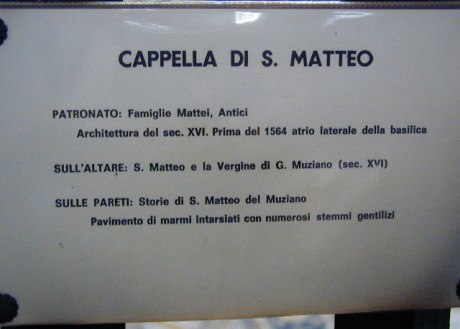 CAPPELLA DI S. MATTEO
PATRONATO: Famiglie Mattei, Antici
Architettura del sec. XVI. Prima del 1564 atrio laterale della basilica
SULL'ALTARE: S. Matteo e la Vergine di G. Muziano (sec. XVI)
SULLE PARETI: Storie di S. Matteo del Muziano
Pavimento di marmi intarsiati con numerosi stemmi gentilizi